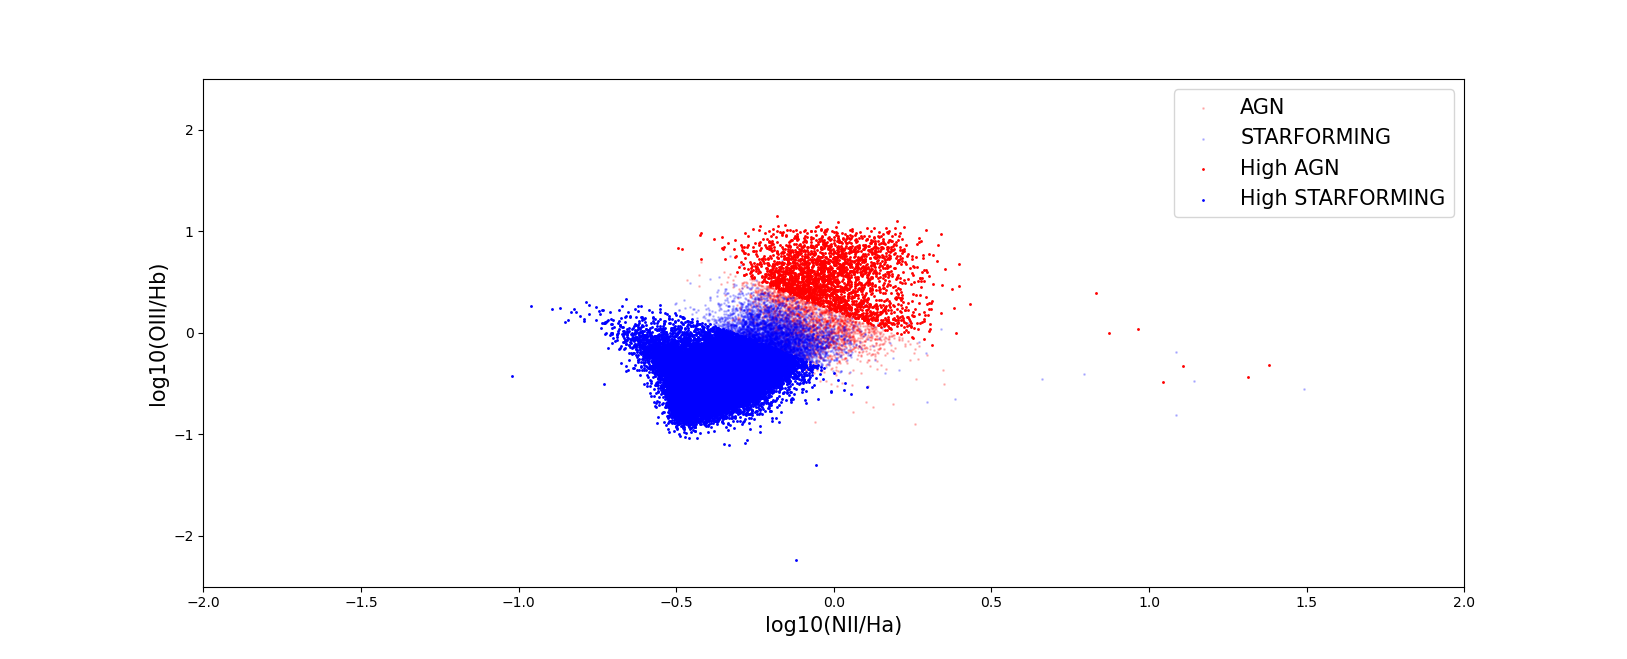 AGN
STARFORMING
High AGN
High STARFORMING
log10(OIII/Hb)
2
1
0
−1
−2
−2.0 −1.5 −1.0 −0.5 0.0 0.5 1.0 1.5 2.0
log10(NII/Ha)